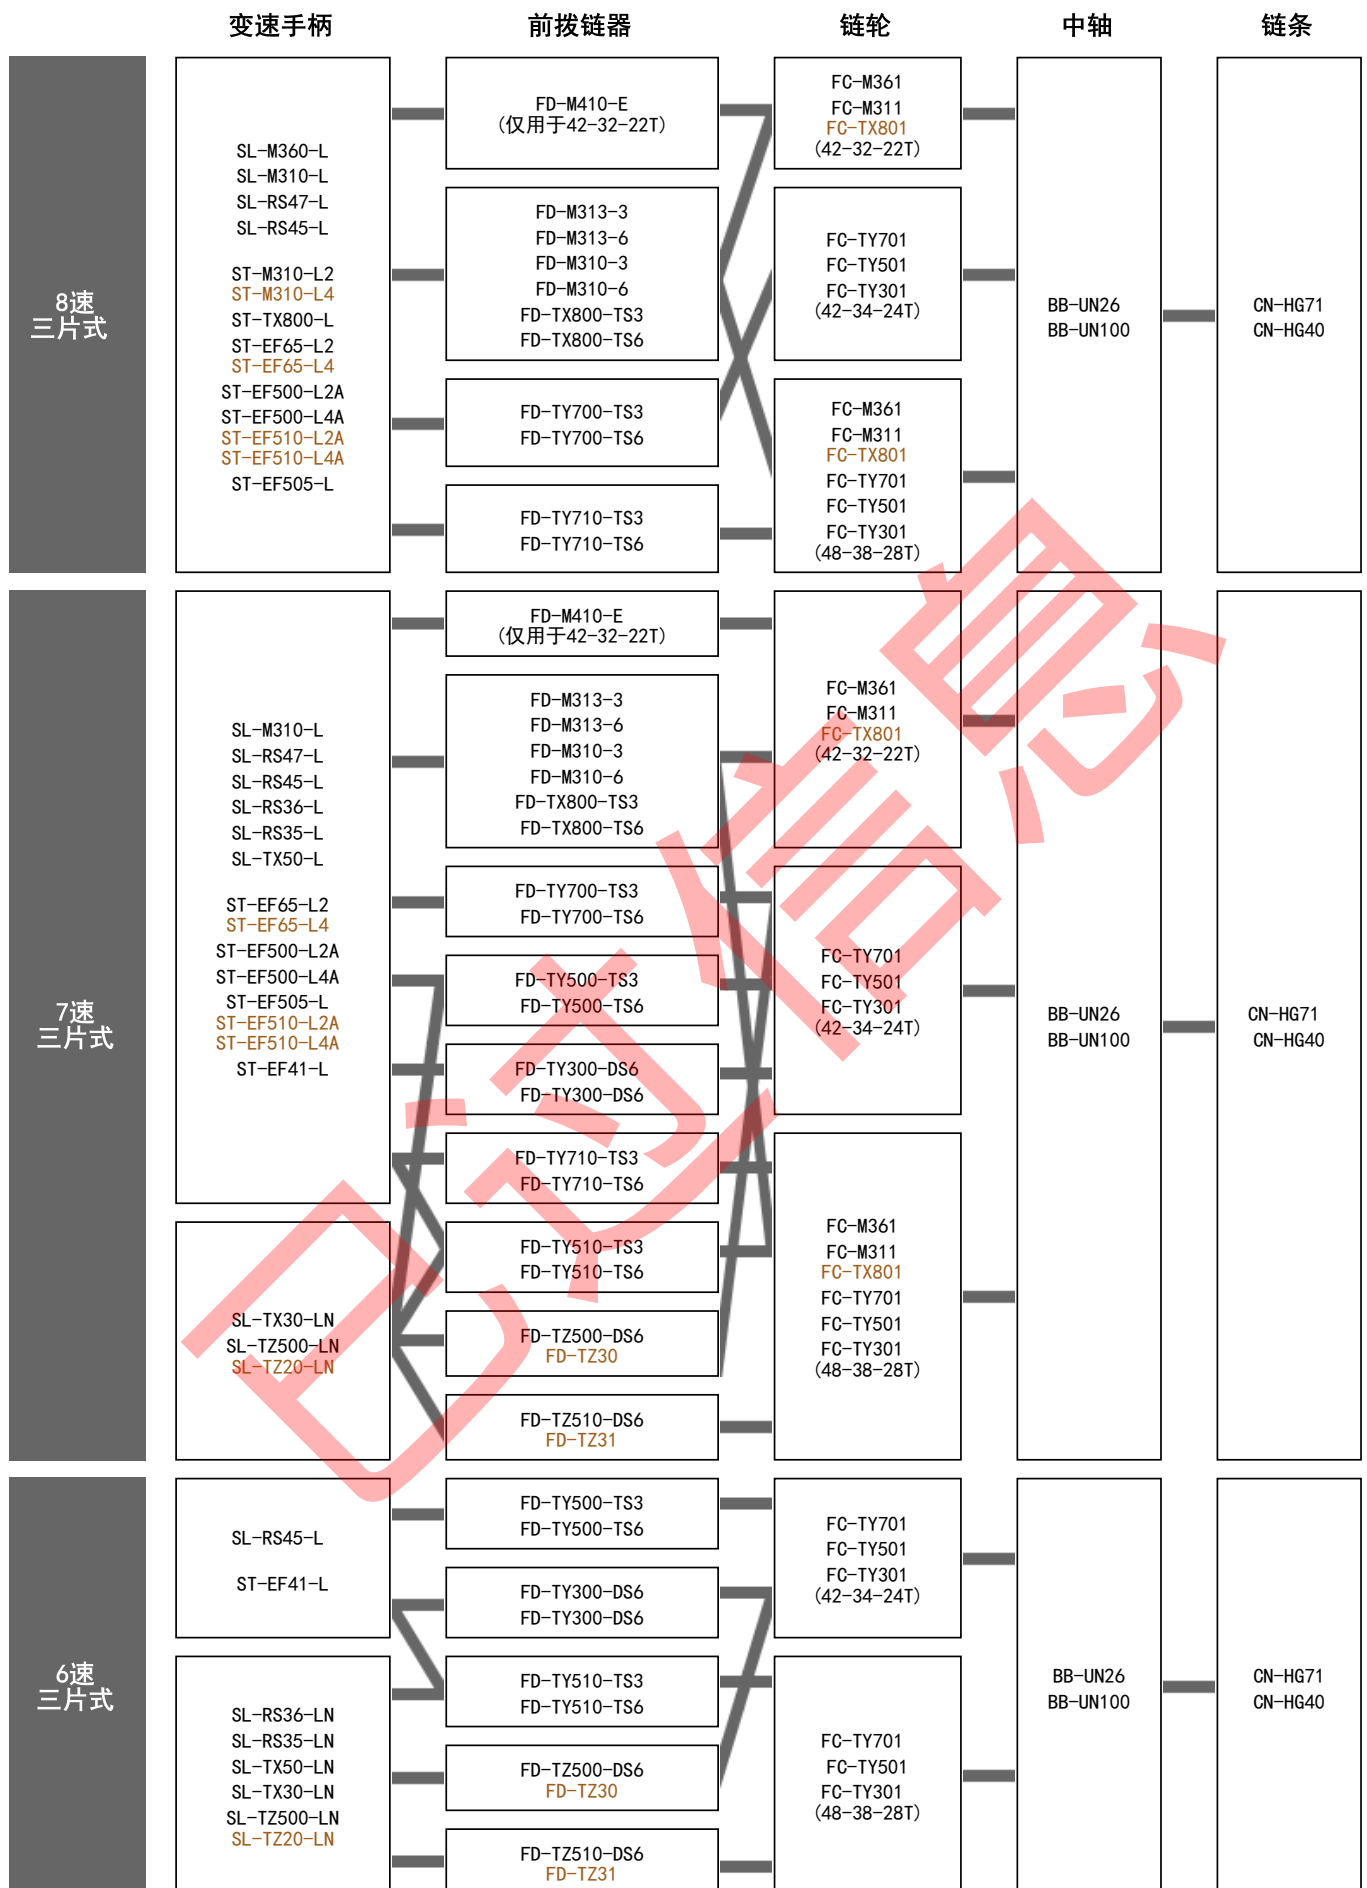 变速手柄 前拨链器 链轮 中轴 链条
8速
三片式
SL-M360-L
SL-M310-L
SL-RS47-L
SL-RS45-L
ST-M310-L2
ST-M310-L4
ST-TX800-L
ST-EF65-L2
ST-EF65-L4
ST-EF500-L2A
ST-EF500-L4A
ST-EF510-L2A
ST-EF510-L4A
ST-EF505-L
FD-M410-E
(仅用于42-32-22T)
FD-M313-3
FD-M313-6
FD-M310-3
FD-M310-6
FD-TX800-TS3
FD-TX800-TS6
FD-TY700-TS3
FD-TY700-TS6
FD-TY710-TS3
FD-TY710-TS6
FC-M361
FC-M311
FC-TX801
(42-32-22T)
FC-TY701
FC-TY501
FC-TY301
(42-34-24T)
FC-M361
FC-M311
FC-TX801
FC-TY701
FC-TY501
FC-TY301
(48-38-28T)
BB-UN26
BB-UN100
CN-HG71
CN-HG40
7速
三片式
SL-M310-L
SL-RS47-L
SL-RS45-L
SL-RS36-L
SL-RS35-L
SL-TX50-L
ST-EF65-L2
ST-EF65-L4
ST-EF500-L2A
ST-EF500-L4A
ST-EF505-L
ST-EF510-L2A
ST-EF510-L4A
ST-EF41-L
SL-TX30-LN
SL-TZ500-LN
SL-TZ20-LN
FD-M410-E
(仅用于42-32-22T)
FD-M313-3
FD-M313-6
FD-M310-3
FD-M310-6
FD-TX800-TS3
FD-TX800-TS6
FD-TY700-TS3
FD-TY700-TS6
FD-TY500-TS3
FD-TY500-TS6
FD-TY300-DS6
FD-TY300-DS6
FD-TY710-TS3
FD-TY710-TS6
FD-TY510-TS3
FD-TY510-TS6
FD-TZ500-DS6
FD-TZ30
FD-TZ510-DS6
FD-TZ31
FC-M361
FC-M311
FC-TX801
(42-32-22T)
FC-TY701
FC-TY501
FC-TY301
(42-34-24T)
FC-M361
FC-M311
FC-TX801
FC-TY701
FC-TY501
FC-TY301
(48-38-28T)
BB-UN26
BB-UN100
CN-HG71
CN-HG40
6速
三片式
SL-RS45-L
ST-EF41-L
SL-RS36-LN
SL-RS35-LN
SL-TX50-LN
SL-TX30-LN
SL-TZ500-LN
SL-TZ20-LN
FD-TY500-TS3
FD-TY500-TS6
FD-TY300-DS6
FD-TY300-DS6
FD-TY510-TS3
FD-TY510-TS6
FD-TZ500-DS6
FD-TZ30
FD-TZ510-DS6
FD-TZ31
FC-TY701
FC-TY501
FC-TY301
(42-34-24T)
FC-TY701
FC-TY501
FC-TY301
(48-38-28T)
BB-UN26
BB-UN100
CN-HG71
CN-HG40
已过信息